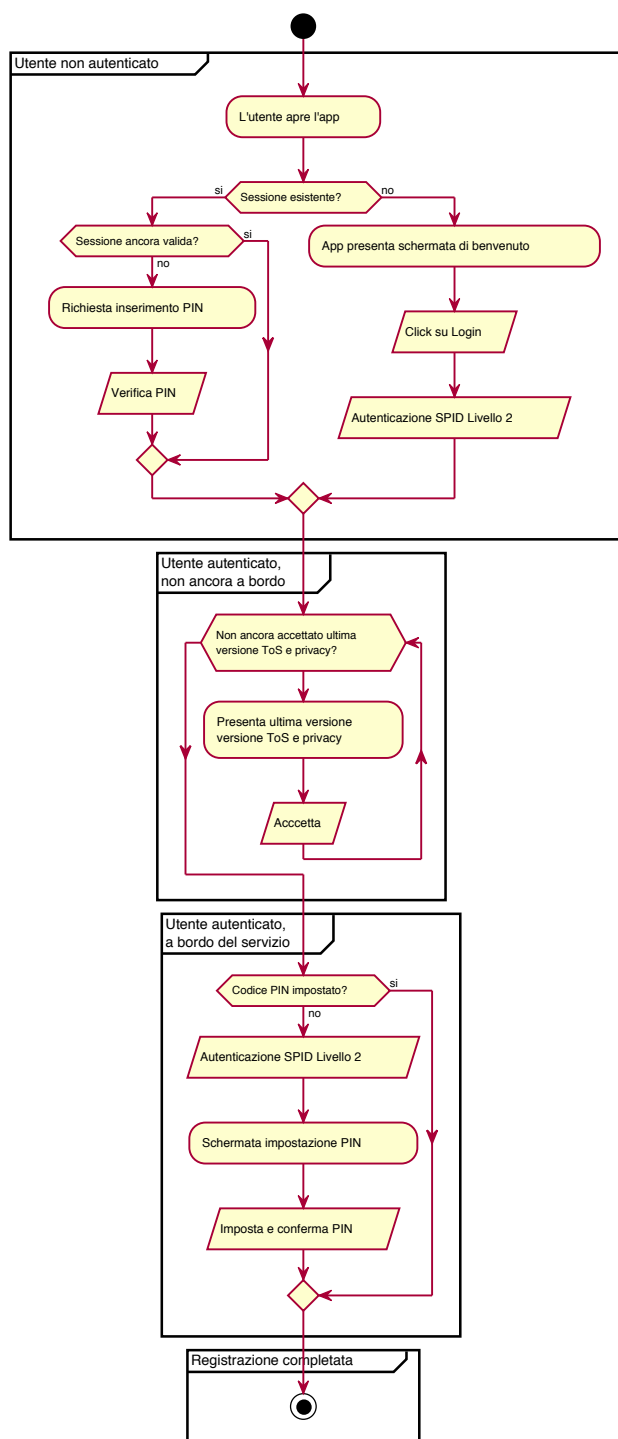 Utente non autenticato
L'utente apre l'app
si
Sessione esistente?
no
Sessione ancora valida?
si
no
App presenta schermata di benvenuto
Richiesta inserimento PIN
Click su Login
Verifica PIN
Autenticazione SPID Livello 2
Utente autenticato,
non ancora a bordo
Non ancora accettato ultima
versione ToS e privacy?
Presenta ultima versione
versione ToS e privacy
Acccetta
Utente autenticato,
a bordo del servizio
Codice PIN impostato?
si
no
Autenticazione SPID Livello 2
Schermata impostazione PIN
Imposta e conferma PIN
Registrazione completata